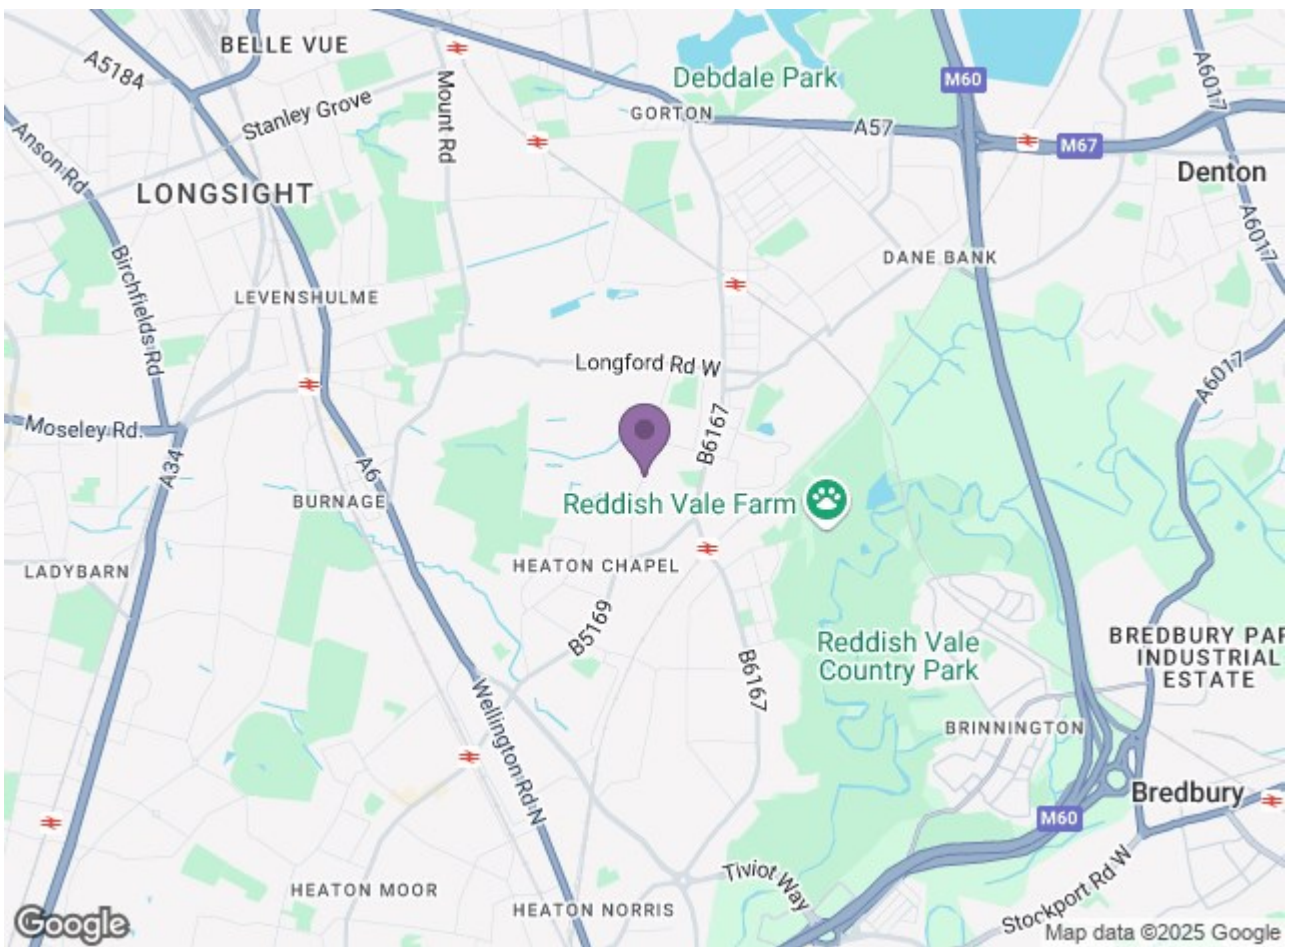 BELLE VUE
A5184
Stanley Grove
Mount Rd
Debdale Park
GORTON
M60
A57
M67
A6017
Denton
Anson Rd
LONGSIGHT
A6017
DANE BANK
Birchfields Rd
LEVENSHULME
Longford Rd W
A6017
Moseley Rd.
B6167
A34
A6
BURNAGE
Reddish Vale Farm
LADYBARN
HEATON CHAPEL
B5169
Reddish Vale
Country Park
BREDBURY PAR
INDUSTRIAL
ESTATE
B6167
Wellington Rd N
BRINNINGTON
Bredbury
M60
HEATON MOOR
Tiviot Way
HEATON NORRIS
Stockport Rd W
Google
Map data ©2025 Google